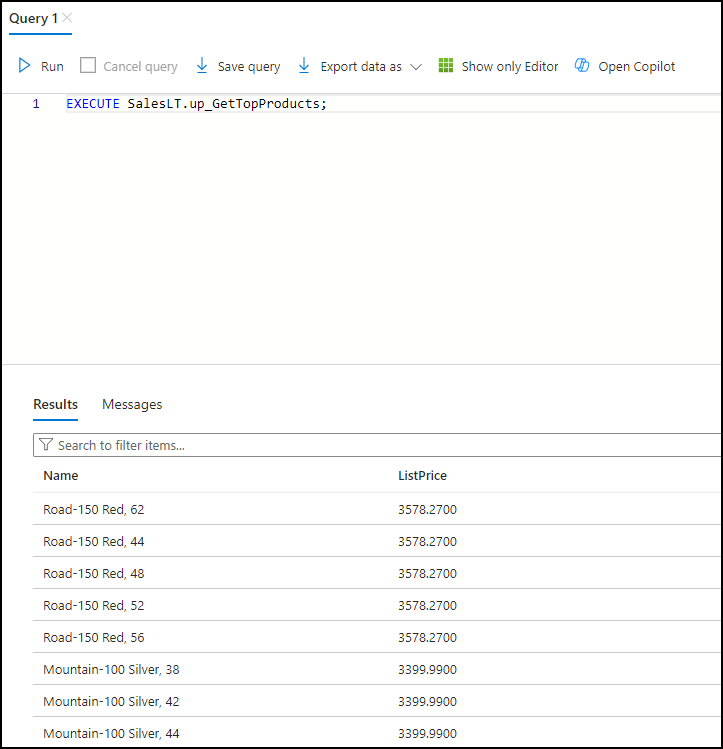 Query 1
Run Cancel query Save query Export data as Show only Editor Open Copilot
1 EXECUTE SalesLT.up_GetTopProducts;
Results Messages
Search to filter items...
Name ListPrice
Road-150 Red, 62 3578.2700
Road-150 Red, 44 3578.2700
Road-150 Red, 48 3578.2700
Road-150 Red, 52 3578.2700
Road-150 Red, 56 3578.2700
Mountain-100 Silver, 38 3399.9900
Mountain-100 Silver, 42 3399.9900
Mountain-100 Silver, 44 3399.9900